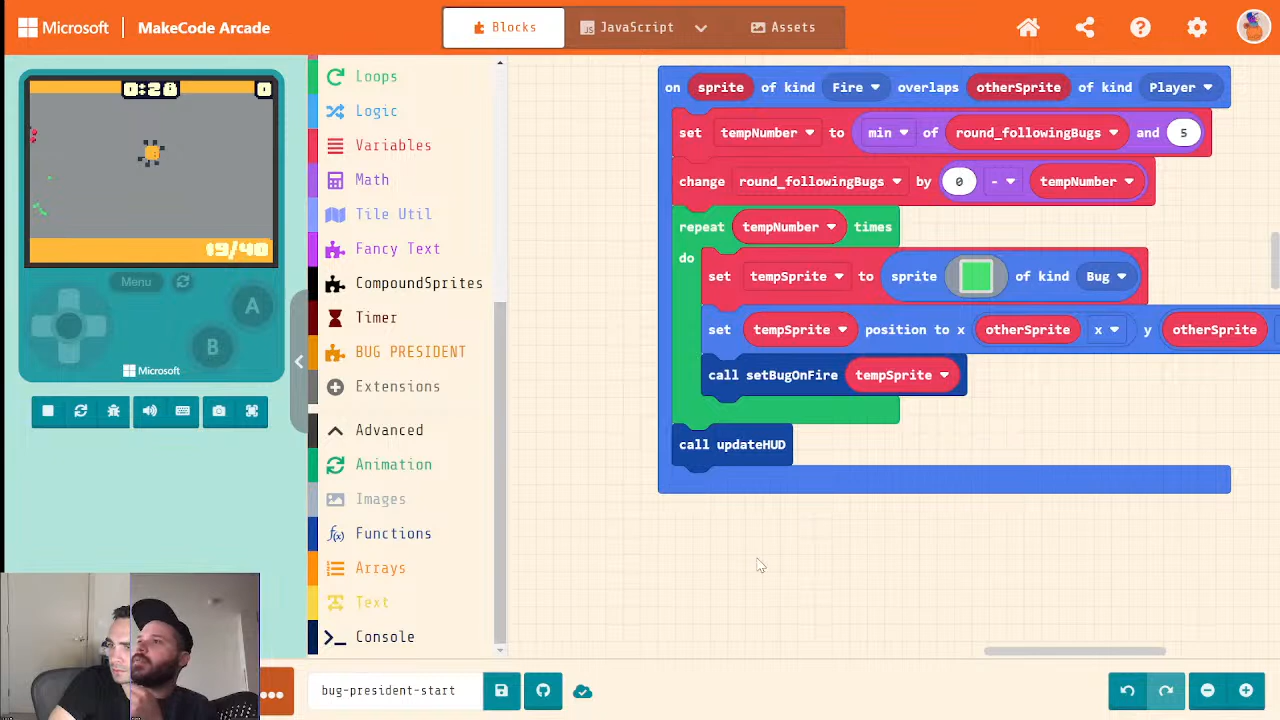 Microsoft
MakeCode Arcade
Blocks
JavaScript
Assets
0:28
0
$9/40
Menu
A
B
Microsoft
Loops
Logic
Variables
Math
Tile Util
Fancy Text
CompoundSprites
Timer
BUG PRESIDENT
Extensions
Advanced
Animation
Images
Functions
Arrays
Text
Console
on sprite of kind Fire overlaps otherSprite of kind Player
set tempNumber to min of round_followingBugs and 5
change round_followingBugs by 0 - tempNumber
repeat tempNumber times
do
set tempSprite to sprite of kind Bug
set tempSprite position to x otherSprite x y otherSprite
call setBugOnFire tempSprite
call updateHUD
bug-president-start